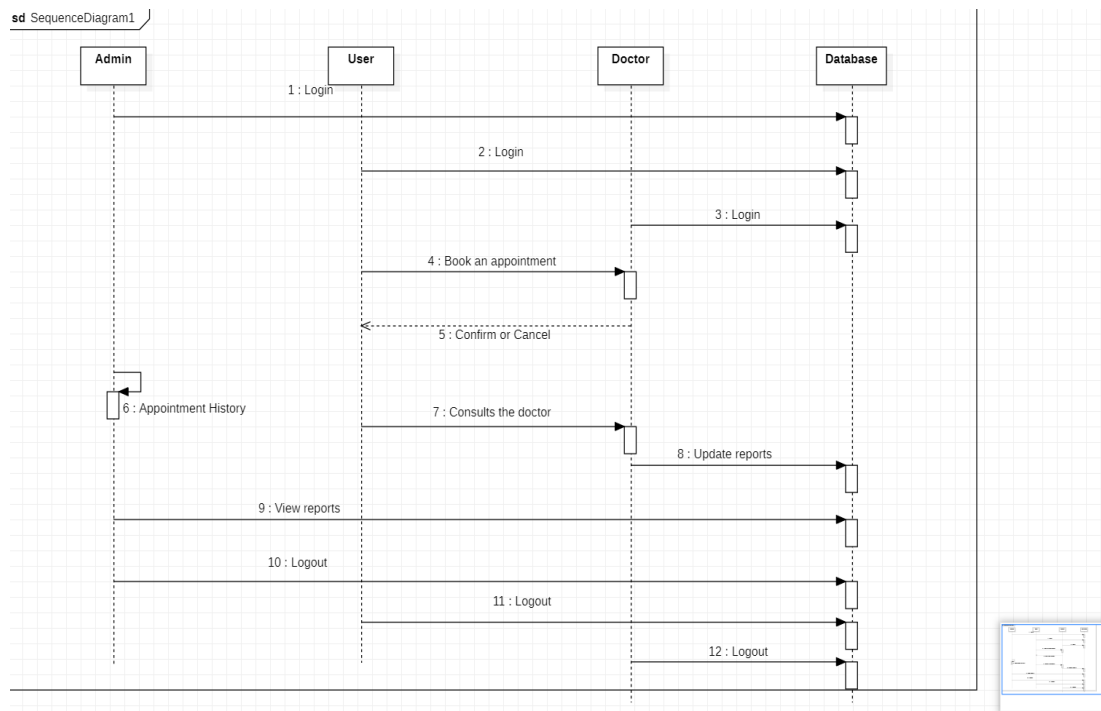 sd SequenceDiagram1
Admin
User
Doctor
Database
1 : Login
2 : Login
3 : Login
4 : Book an appointment
5 : Confirm or Cancel
6 : Appointment History
7 : Consults the doctor
8 : Update reports
9 : View reports
10 : Logout
11 : Logout
12 : Logout